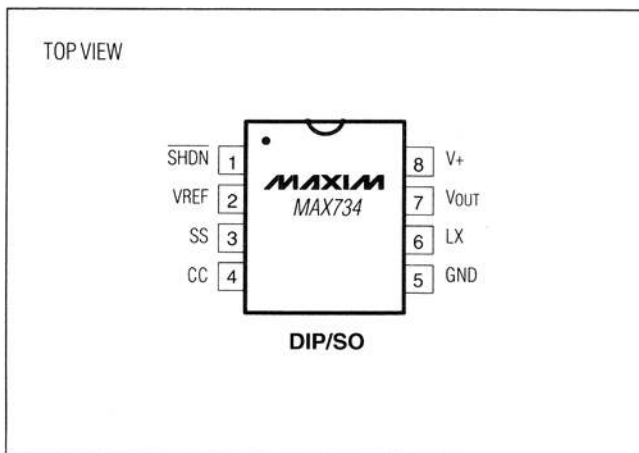 TOP VIEW
SHDN 1
VREF 2
SS 3
CC 4
MAXIM
MAX734
8 V+
7 VOUT
6 LX
5 GND
DIP/SO